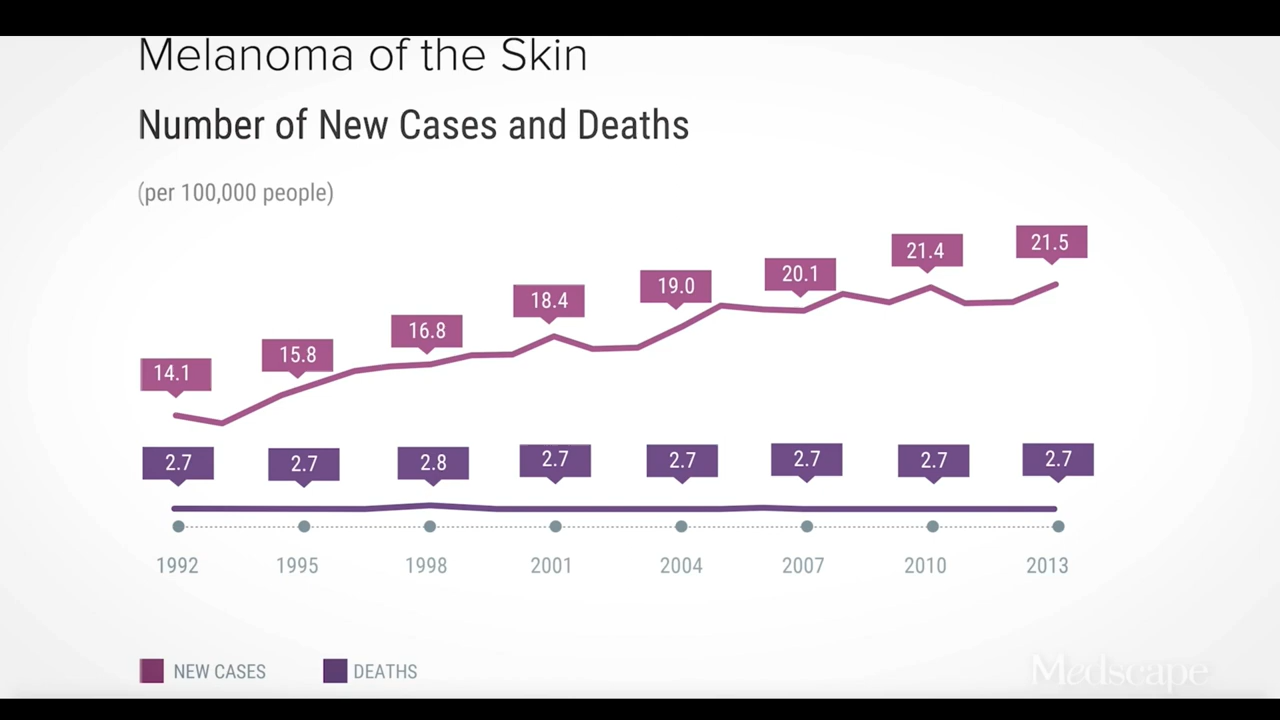 Melanoma of the Skin
Number of New Cases and Deaths
(per 100,000 people)
14.1 15.8 16.8 18.4 19.0 20.1 21.4 21.5
2.7 2.7 2.8 2.7 2.7 2.7 2.7 2.7
1992 1995 1998 2001 2004 2007 2010 2013
NEW CASES DEATHS
Medscape